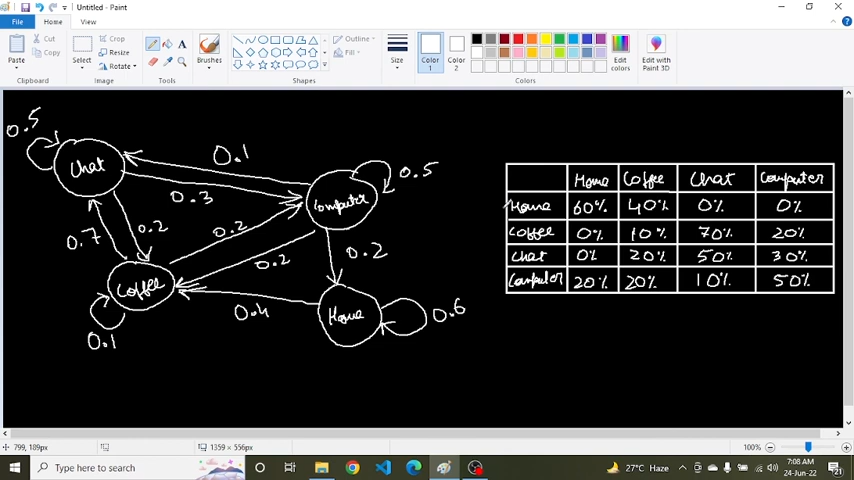 Untitled - Paint
File Home View
Paste Cut Copy Clipboard
Select Crop Resize Rotate Image
Tools
Brushes
Outline Fill Shapes
Size
Color 1
Color 2
Edit colors
Colors
Edit with Paint 3D
0.5
Chat
0.1
0.3
0.5
Computer
0.7
0.2
0.2
0.2
0.2
Coffee
0.4
Home
0.6
0.1
Home Coffee Chat Computer
Home 60% 40% 0% 0%
Coffee 0% 10% 70% 20%
Chat 0% 20% 50% 30%
Computer 20% 20% 10% 50%
799, 189px
1359 × 556px
100%
Type here to search
27°C Haze
7:08 AM
24-Jun-22
21